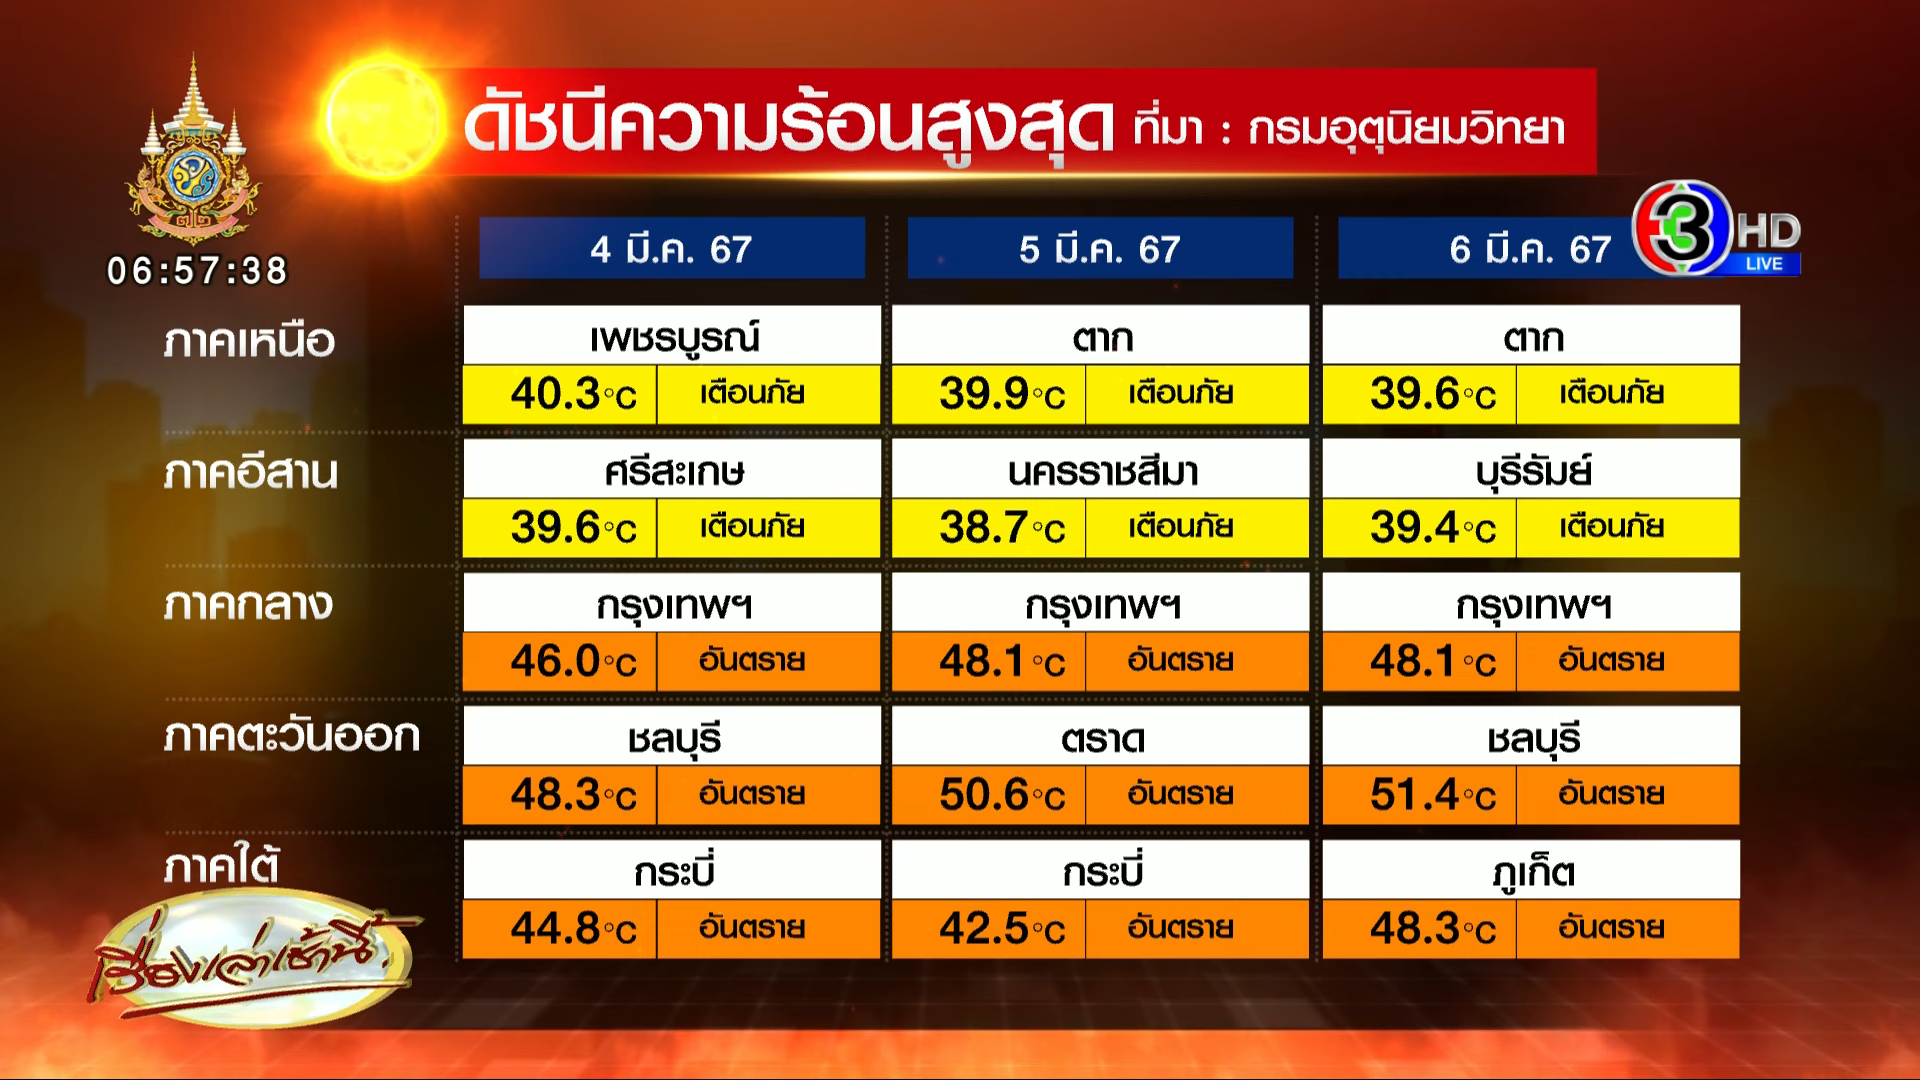 ดัชนีความร้อนสูงสุด ที่มา : กรมอุตุนิยมวิทยา
3 HD
LIVE
06:57:38
4 มี.ค. 67 5 มี.ค. 67 6 มี.ค. 67
ภาคเหนือ เพชรบูรณ์ ตาก ตาก
40.3°C เตือนภัย 39.9°C เตือนภัย 39.6°C เตือนภัย
ภาคอีสาน ศรีสะเกษ นครราชสีมา บุรีรัมย์
39.6°C เตือนภัย 38.7°C เตือนภัย 39.4°C เตือนภัย
ภาคกลาง กรุงเทพฯ กรุงเทพฯ กรุงเทพฯ
46.0°C อันตราย 48.1°C อันตราย 48.1°C อันตราย
ภาคตะวันออก ชลบุรี ตราด ชลบุรี
48.3°C อันตราย 50.6°C อันตราย 51.4°C อันตราย
ภาคใต้ กระบี่ กระบี่ ภูเก็ต
44.8°C อันตราย 42.5°C อันตราย 48.3°C อันตราย
เรื่องเล่าเช้านี้